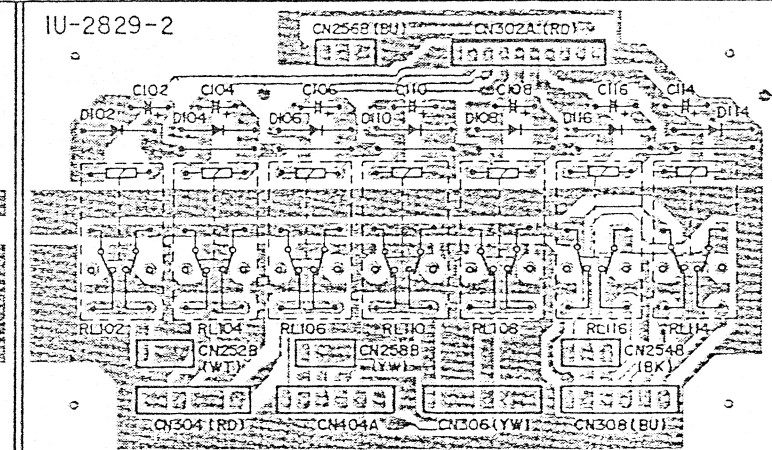 1U-2829-2
CN256B(BU) CN302A(RD)
C102 C104 C106 C110 C108 C116 C114
D102 D104 D106 D110 D108 D116 D114
RL102 RL104 RL106 RL110 RL108 RL116 RL114
CN252B CN258B CN254B
(WT) (YW) (BK)
CN304(RD) CN404A CN306(YW) CN308(BU)